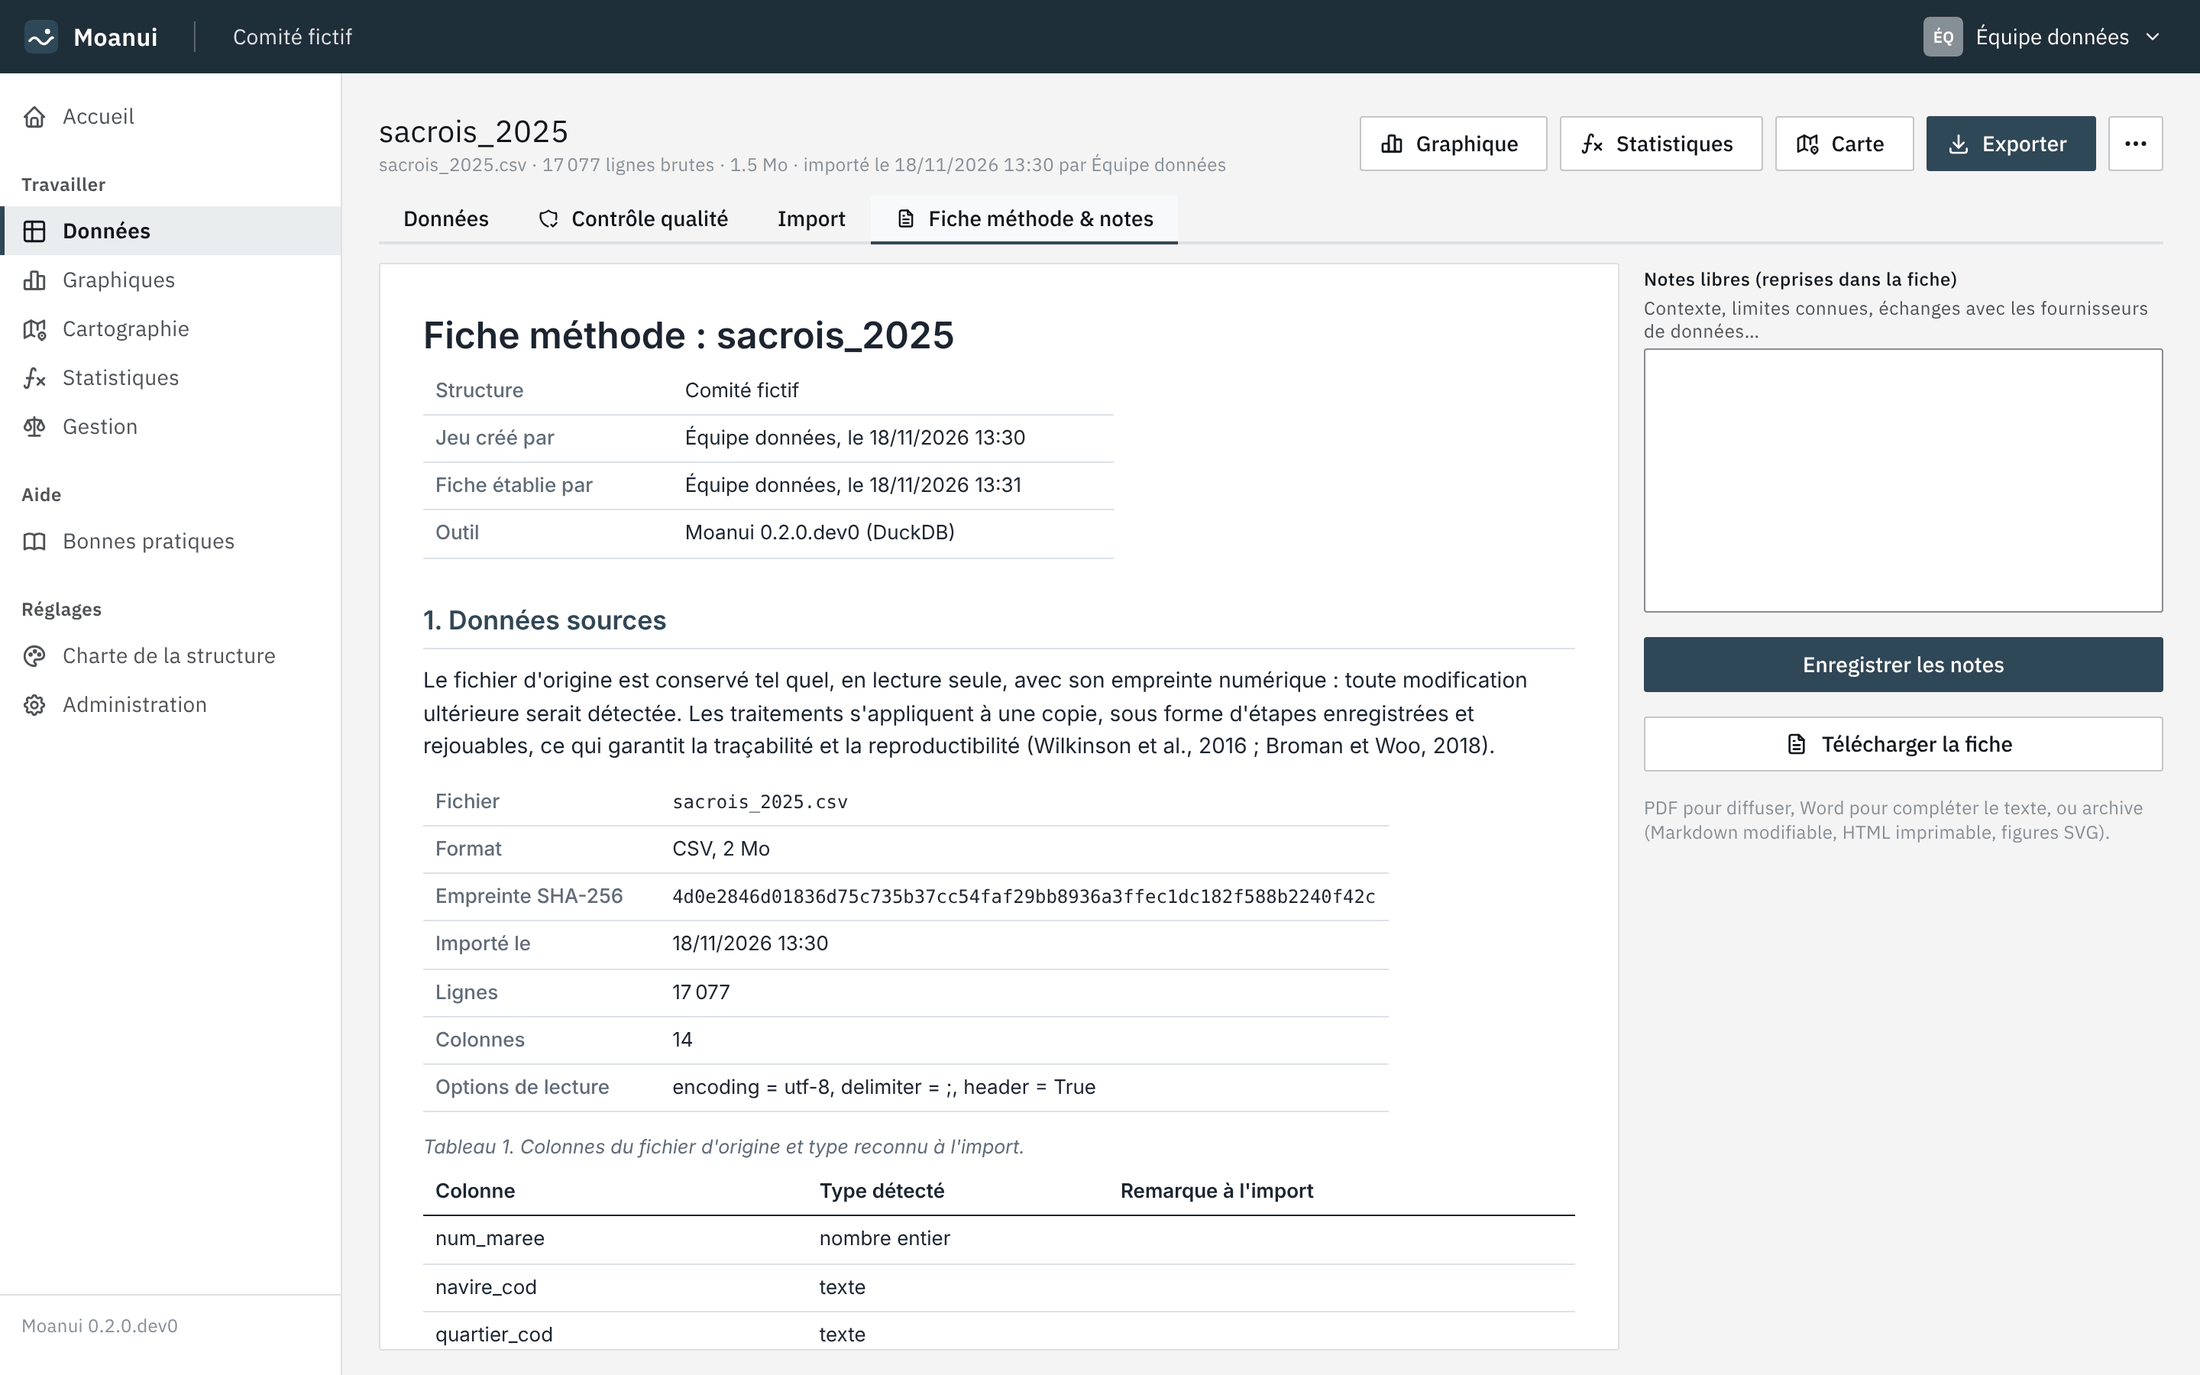 Moanui
Comité fictif
ÉQ
Équipe données
Accueil
Travailler
Données
Graphiques
Cartographie
Statistiques
Gestion
Aide
Bonnes pratiques
Réglages
Charte de la structure
Administration
Moanui 0.2.0.dev0
sacrois_2025
sacrois_2025.csv · 17 077 lignes brutes · 1.5 Mo · importé le 18/11/2026 13:30 par Équipe données
Graphique
Statistiques
Carte
Exporter
Données
Contrôle qualité
Import
Fiche méthode & notes
Fiche méthode : sacrois_2025
Structure Comité fictif
Jeu créé par Équipe données, le 18/11/2026 13:30
Fiche établie par Équipe données, le 18/11/2026 13:31
Outil Moanui 0.2.0.dev0 (DuckDB)
1. Données sources
Le fichier d'origine est conservé tel quel, en lecture seule, avec son empreinte numérique : toute modification
ultérieure serait détectée. Les traitements s'appliquent à une copie, sous forme d'étapes enregistrées et
rejouables, ce qui garantit la traçabilité et la reproductibilité (Wilkinson et al., 2016 ; Broman et Woo, 2018).
Fichier sacrois_2025.csv
Format CSV, 2 Mo
Empreinte SHA-256 4d0e2846d01836d75c735b37cc54faf29bb8936a3ffec1dc182f588b2240f42c
Importé le 18/11/2026 13:30
Lignes 17 077
Colonnes 14
Options de lecture encoding = utf-8, delimiter = ;, header = True
Tableau 1. Colonnes du fichier d'origine et type reconnu à l'import.
Colonne Type détecté Remarque à l'import
num_maree nombre entier
navire_cod texte
quartier_cod texte
Notes libres (reprises dans la fiche)
Contexte, limites connues, échanges avec les fournisseurs
de données...
Enregistrer les notes
Télécharger la fiche
PDF pour diffuser, Word pour compléter le texte, ou archive
(Markdown modifiable, HTML imprimable, figures SVG).